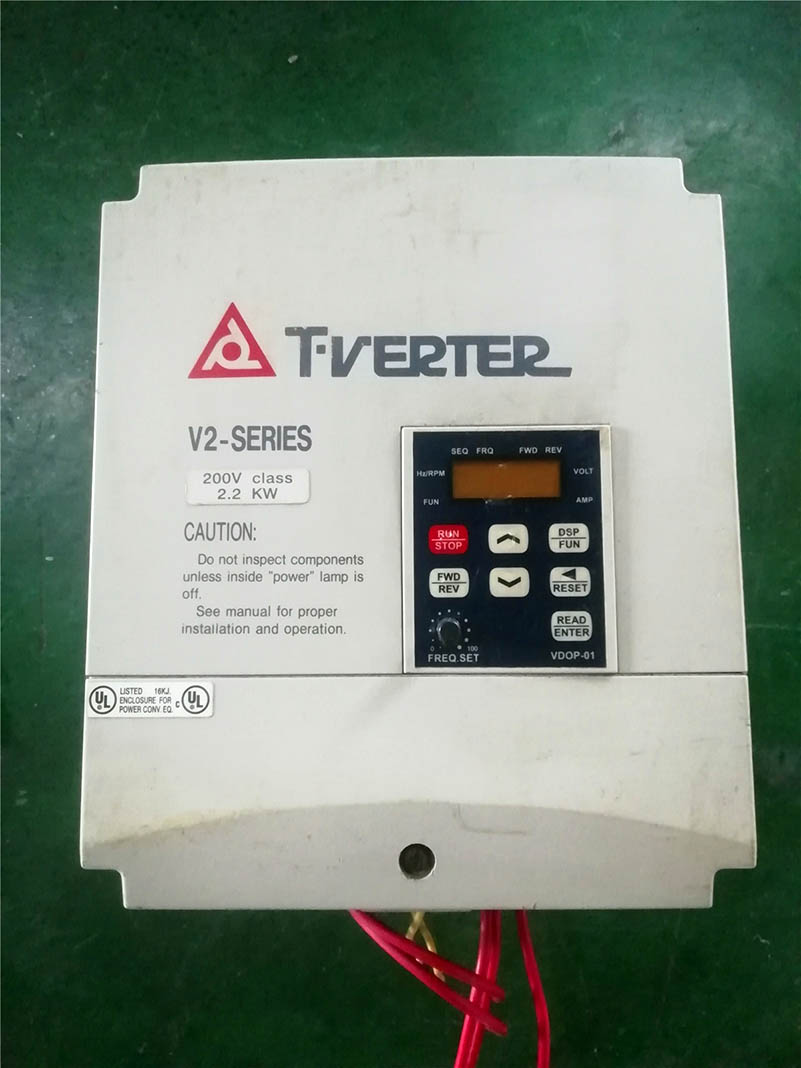 T-VERTER
V2-SERIES
200V class
2.2 KW
CAUTION:
Do not inspect components
unless inside "power" lamp is
off.
See manual for proper
installation and operation.
SEQ FRQ FWD REV
Hz/RPM VOLT
FUN AMP
RUN
STOP
DSP
FUN
FWD
REV
RESET
READ
ENTER
0 100
FREQ.SET VDOP-01
UL LISTED 16KJ. C UL
ENCLOSURE FOR
POWER CONV. EQ.